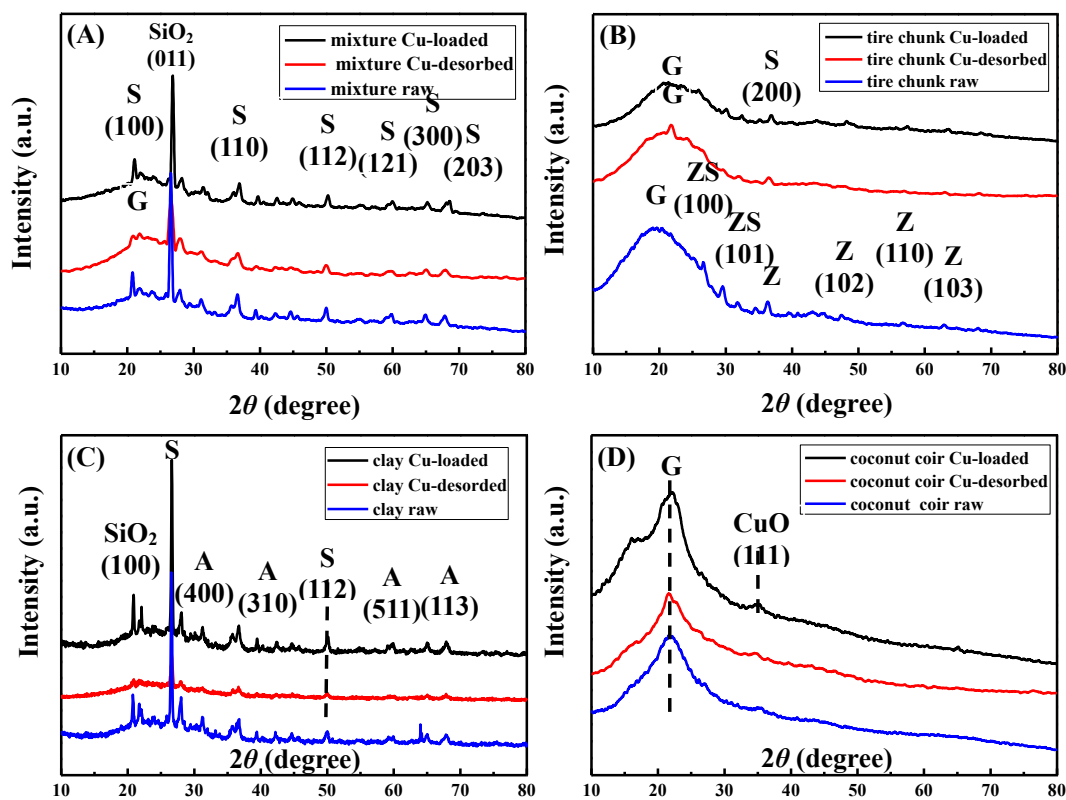 (A)
SiO2
(011)
mixture Cu-loaded
mixture Cu-desorbed
mixture raw
S
(100)
S
(110)
S
(112)
S
(121)
S
(300)
S
(203)
G
Intensity (a.u.)
10 20 30 40 50 60 70 80
2θ (degree)
(B)
tire chunk Cu-loaded
tire chunk Cu-desorbed
tire chunk raw
G
G
S
(200)
G
ZS
(100)
ZS
(101)
Z
Z
(102)
Z
(110)
Z
(103)
Intensity (a.u.)
10 20 30 40 50 60 70 80
2θ (degree)
(C)
S
clay Cu-loaded
clay Cu-desorded
clay raw
SiO2
(100)
A
(400)
A
(310)
S
(112)
A
(511)
A
(113)
Intensity (a.u.)
2θ (degree)
10 20 30 40 50 60 70 80
(D)
G
coconut coir Cu-loaded
coconut coir Cu-desorbed
coconut coir raw
CuO
(111)
Intensity (a.u.)
2θ (degree)
10 20 30 40 50 60 70 80